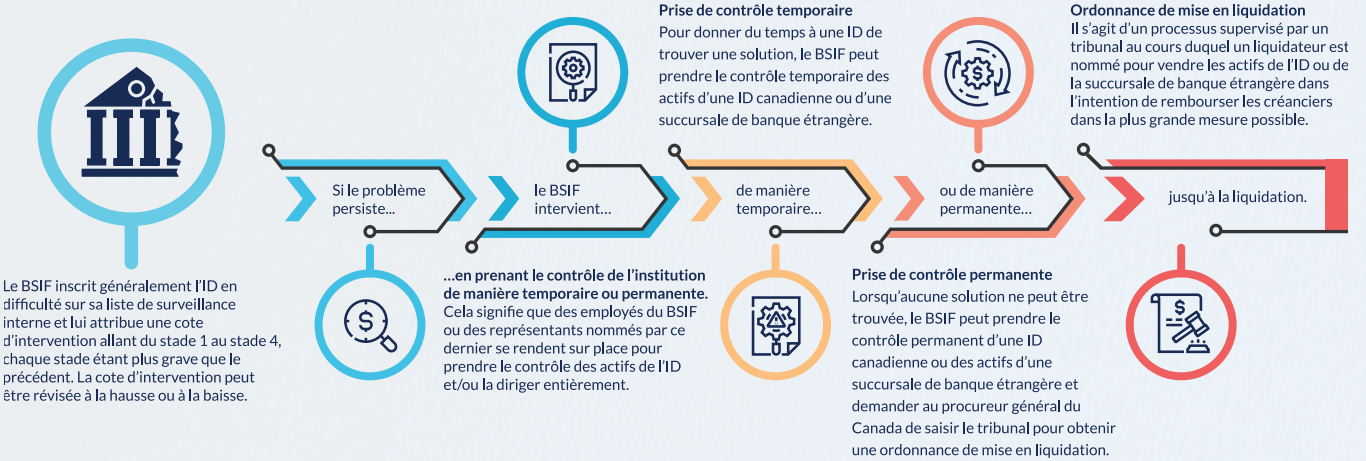 Le BSIF inscrit généralement l'ID en
difficulté sur sa liste de surveillance
interne et lui attribue une cote
d'intervention allant du stade 1 au stade 4,
chaque stade étant plus grave que le
précédent. La cote d'intervention peut
être révisée à la hausse ou à la baisse.
Si le problème
persiste...
le BSIF
intervient...
...en prenant le contrôle de l'institution
de manière temporaire ou permanente.
Cela signifie que des employés du BSIF
ou des représentants nommés par ce
dernier se rendent sur place pour
prendre le contrôle des actifs de l'ID
et/ou la diriger entièrement.
Prise de contrôle temporaire
Pour donner du temps à une ID de
trouver une solution, le BSIF peut
prendre le contrôle temporaire des
actifs d'une ID canadienne ou d'une
succursale de banque étrangère.
de manière
temporaire...
ou de manière
permanente...
Prise de contrôle permanente
Lorsqu'aucune solution ne peut être
trouvée, le BSIF peut prendre le
contrôle permanent d'une ID
canadienne ou des actifs d'une
succursale de banque étrangère et
demander au procureur général du
Canada de saisir le tribunal pour obtenir
une ordonnance de mise en liquidation.
Ordonnance de mise en liquidation
Il s'agit d'un processus supervisé par un
tribunal au cours duquel un liquidateur est
nommé pour vendre les actifs de l'ID ou de
la succursale de banque étrangère dans
l'intention de rembourser les créanciers
dans la plus grande mesure possible.
jusqu'à la liquidation.
$
$
$